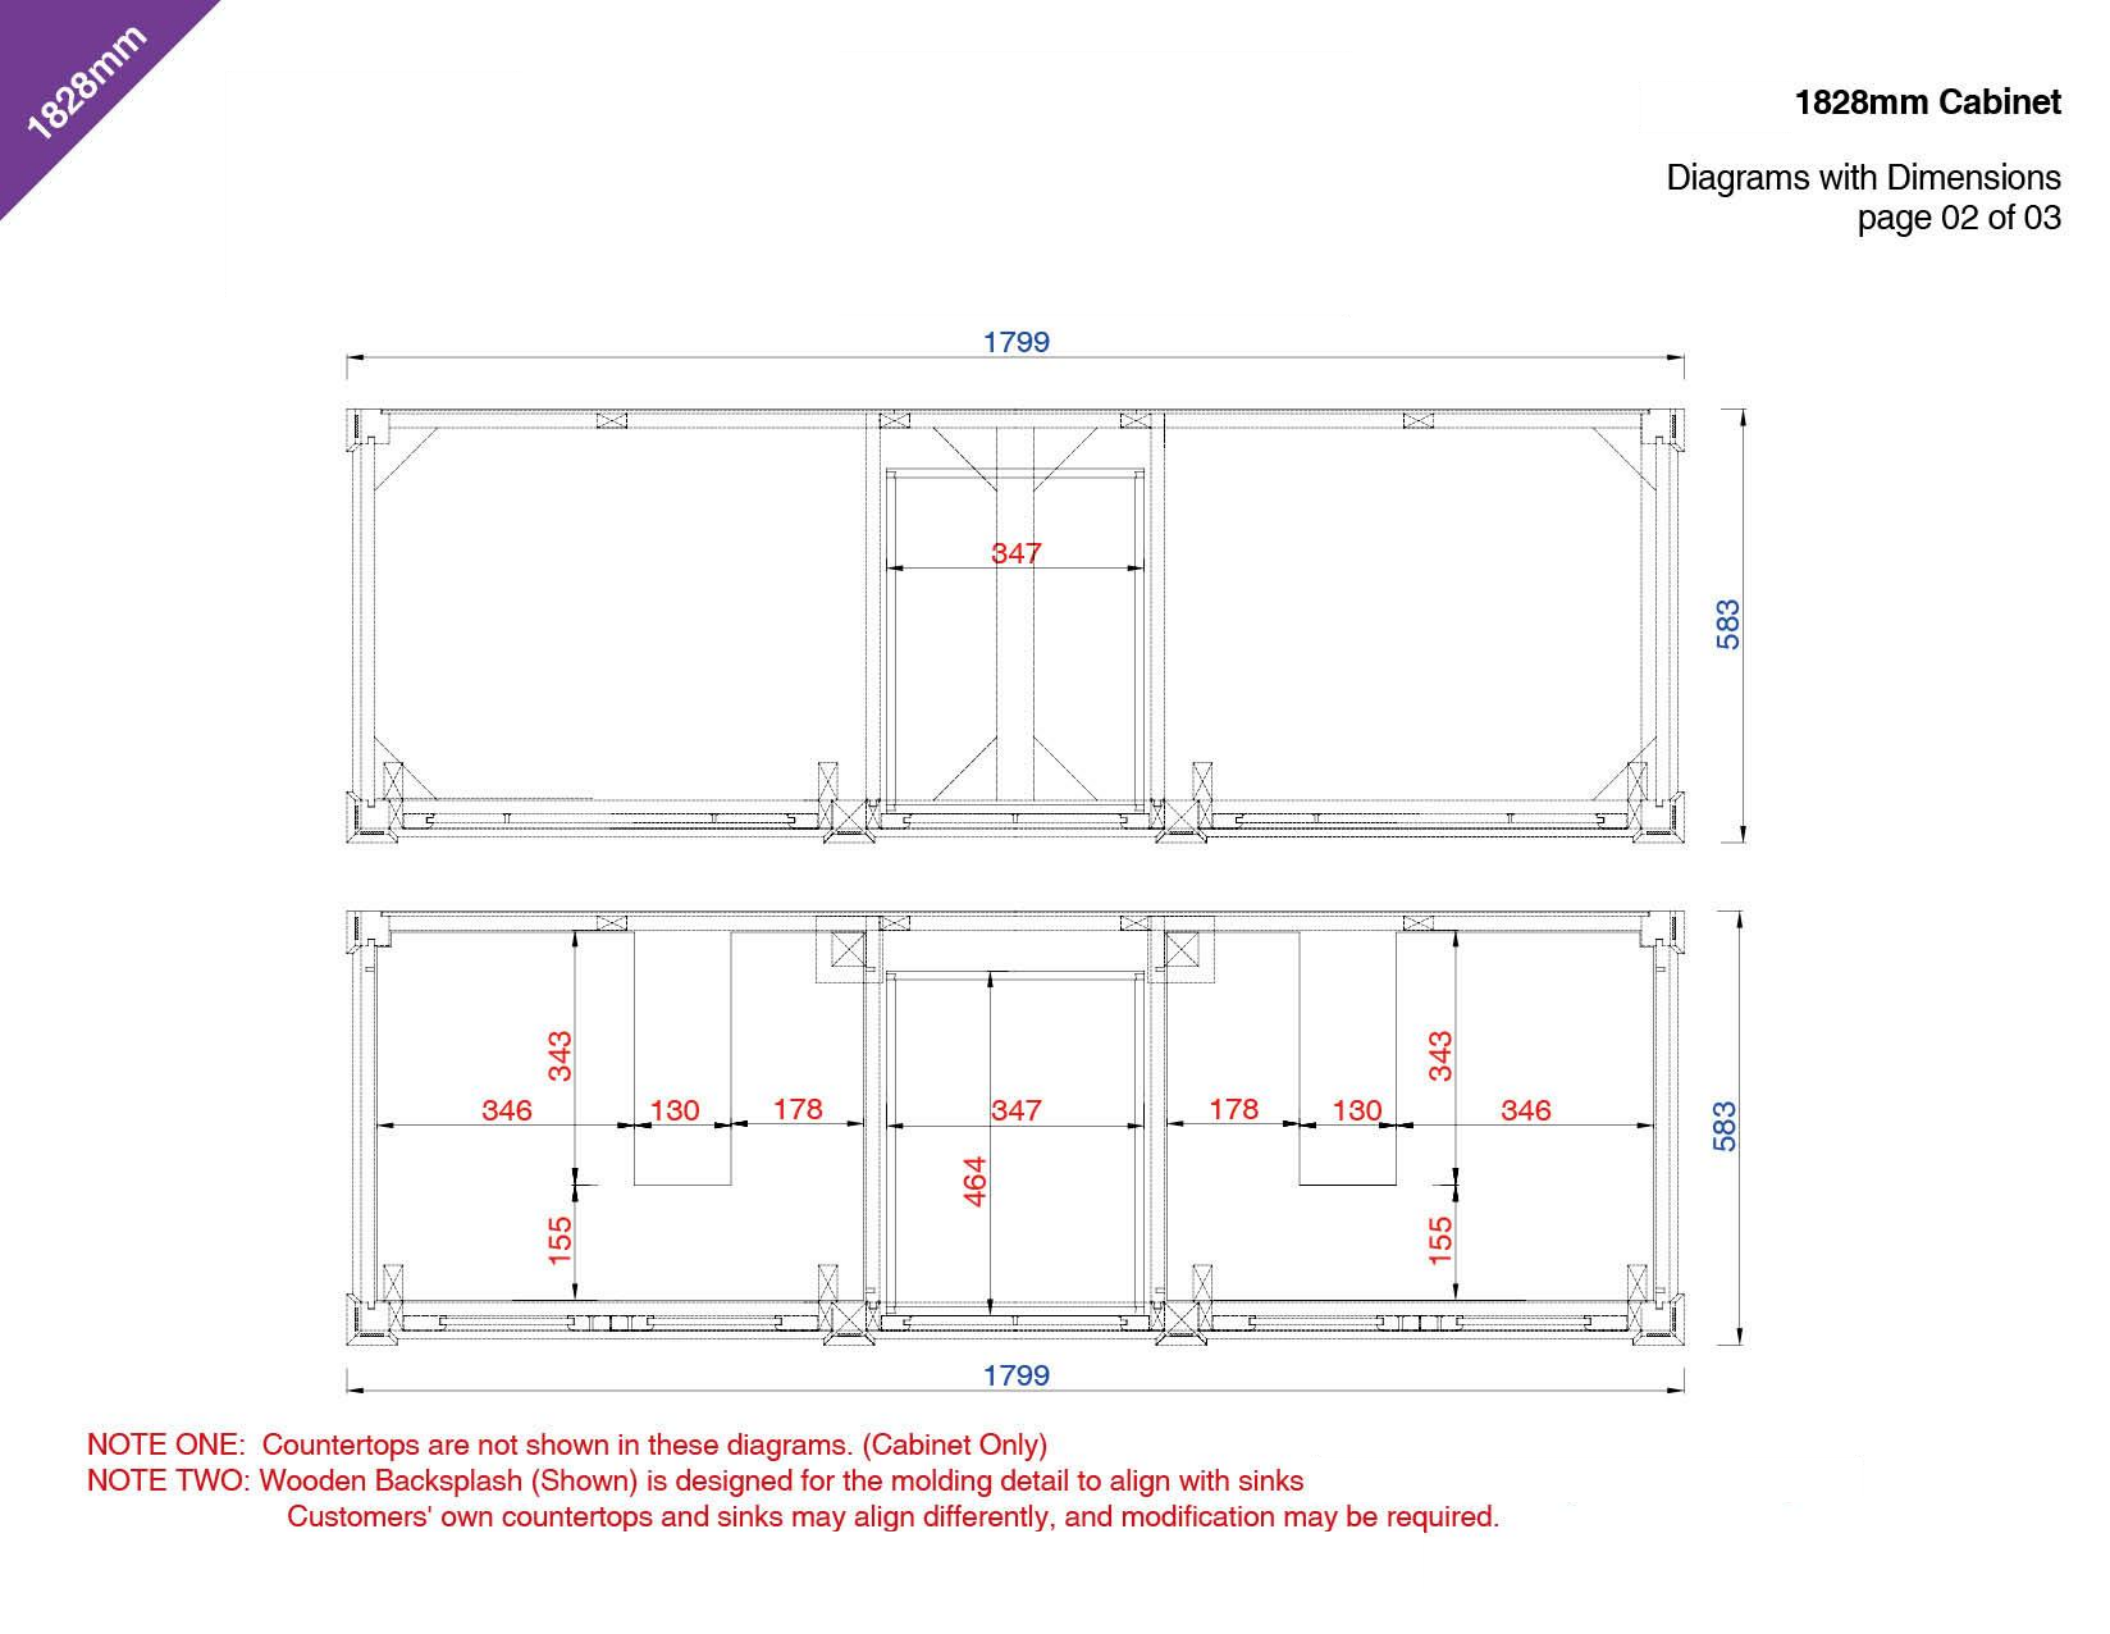 1828mm
1828mm Cabinet
Diagrams with Dimensions
page 02 of 03
1799
347
583
343
343
346
130
178
347
178
130
346
464
155
155
583
1799
NOTE ONE:  Countertops are not shown in these diagrams. (Cabinet Only)
NOTE TWO: Wooden Backsplash (Shown) is designed for the molding detail to align with sinks
Customers' own countertops and sinks may align differently, and modification may be required.